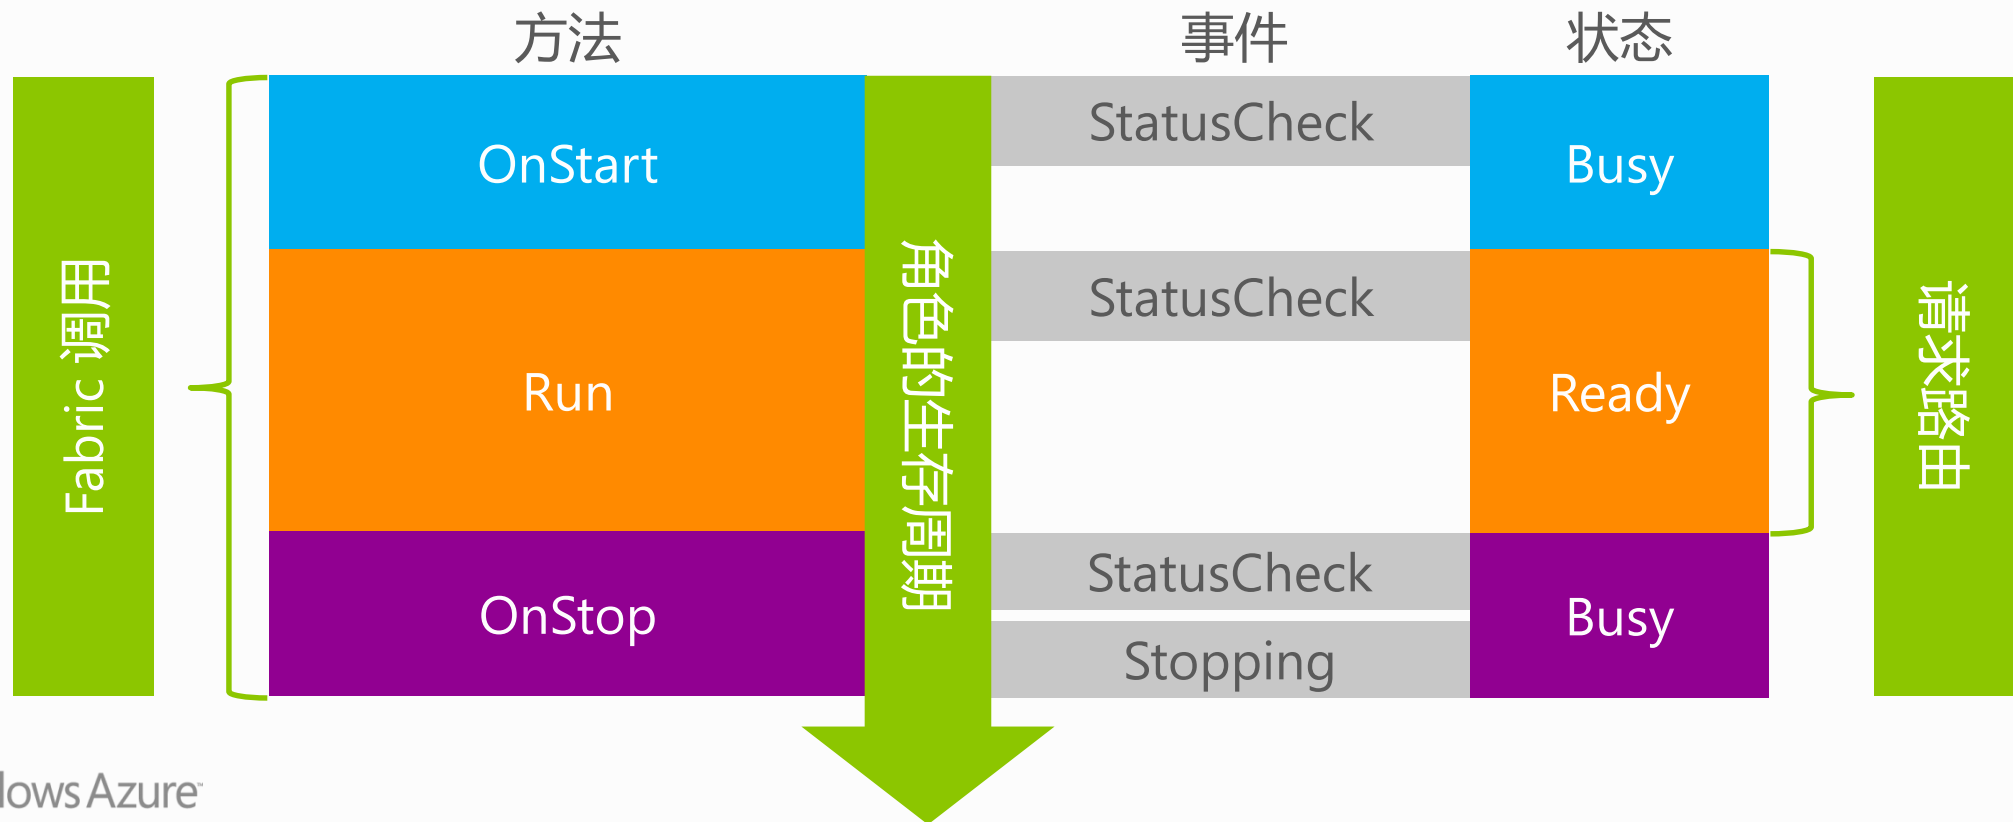 方法
事件
状态
Fabric 调用
OnStart
Run
OnStop
角色的生存周期
StatusCheck
StatusCheck
StatusCheck
Stopping
Busy
Ready
Busy
请求路由
lows Azure™